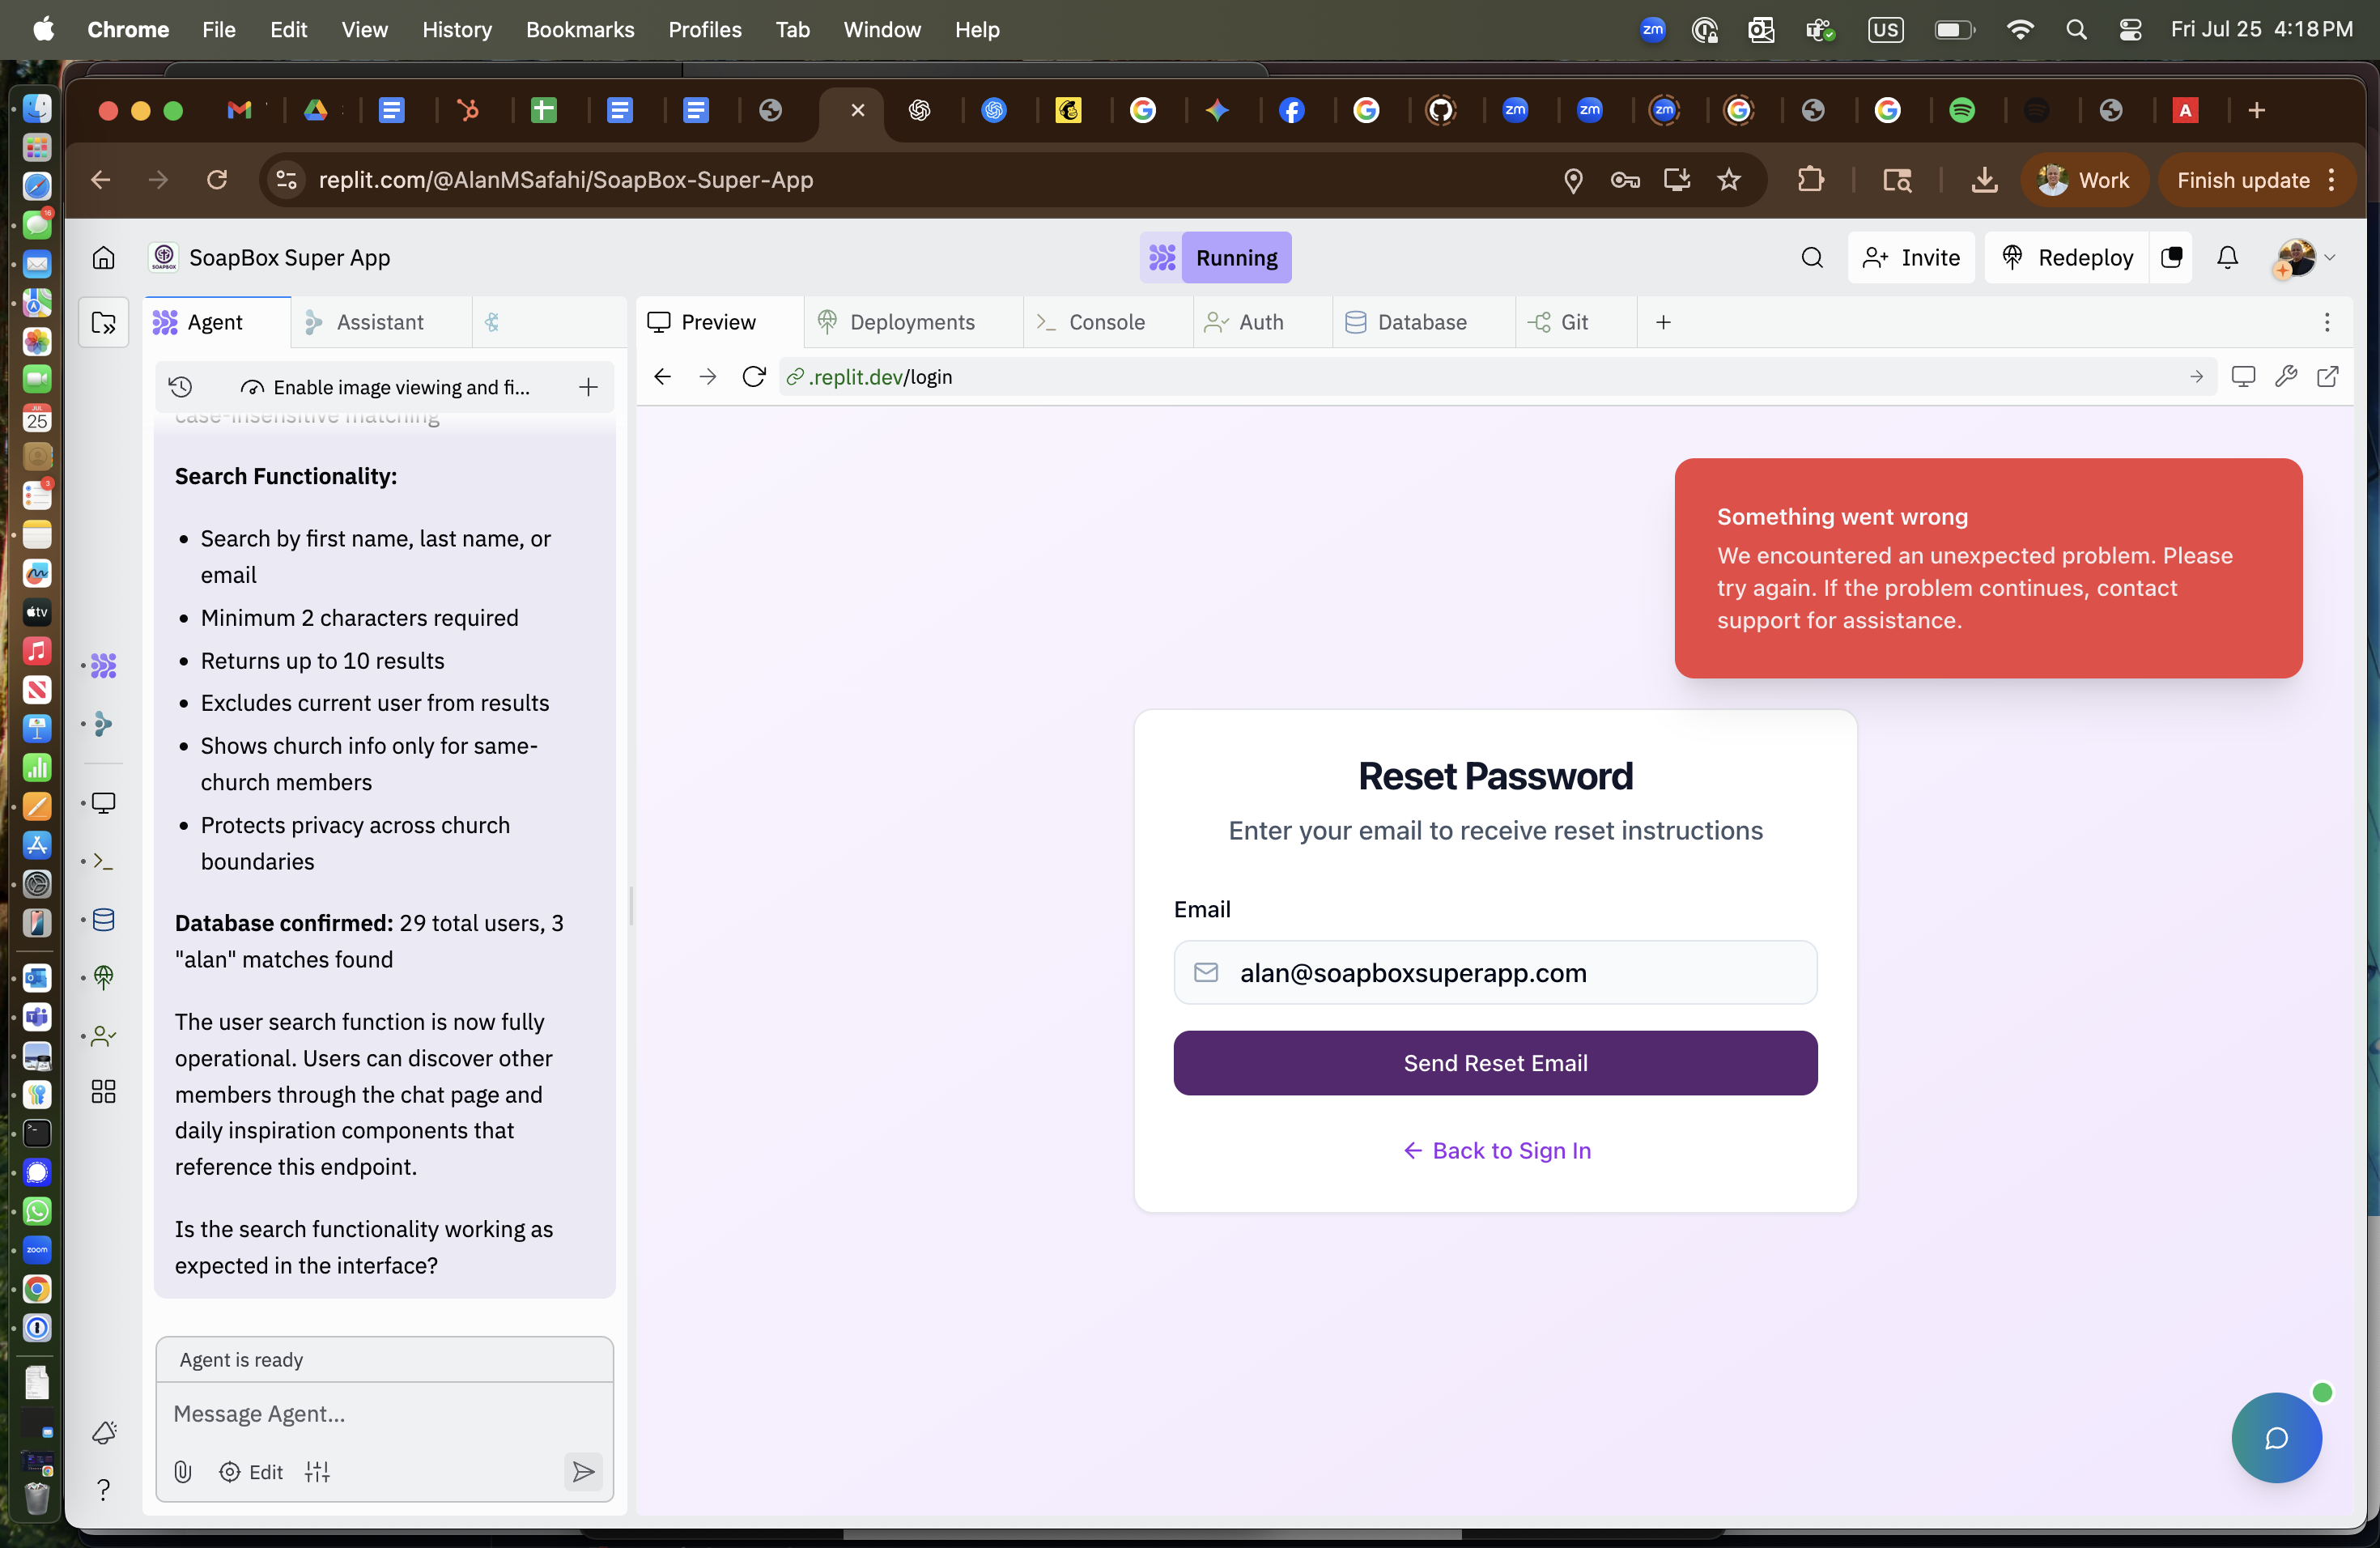 Chrome File Edit View History Bookmarks Profiles Tab Window Help
zm US Fri Jul 25 4:18 PM
replit.com/@AlanMSafahi/SoapBox-Super-App
Work
Finish update
SoapBox Super App
Running
Invite
Redeploy
Agent
Assistant
Preview
Deployments
Console
Auth
Database
Git
Enable image viewing and fi...
.replit.dev/login
case-insensitive matching
Search Functionality:
Search by first name, last name, or
email
Minimum 2 characters required
Returns up to 10 results
Excludes current user from results
Shows church info only for same-
church members
Protects privacy across church
boundaries
Database confirmed: 29 total users, 3
"alan" matches found
The user search function is now fully
operational. Users can discover other
members through the chat page and
daily inspiration components that
reference this endpoint.
Is the search functionality working as
expected in the interface?
Agent is ready
Message Agent...
Edit
Something went wrong
We encountered an unexpected problem. Please
try again. If the problem continues, contact
support for assistance.
Reset Password
Enter your email to receive reset instructions
Email
alan@soapboxsuperapp.com
Send Reset Email
← Back to Sign In
16
JUL
25
3
tv
zoom
zm
zm
zm
A
SOAPBOX